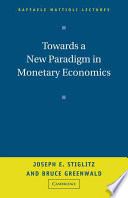 RAFFAELE MATTIOLI LECTURES
Towards a
New Paradigm in
Monetary Economics
JOSEPH E. STIGLITZ
AND BRUCE GREENWALD
CAMBRIDGE